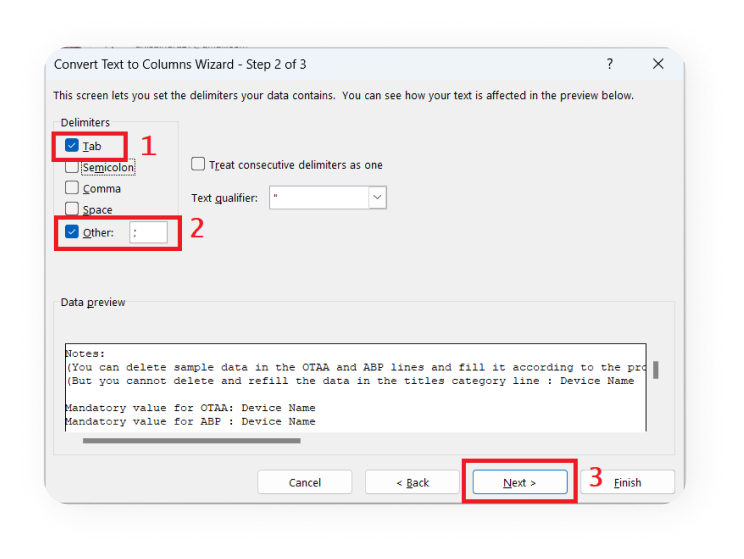 Convert Text to Columns Wizard - Step 2 of 3 ?
This screen lets you set the delimiters your data contains. You can see how your text is affected in the preview below.
Delimiters
Tab 1
Semicolon
Treat consecutive delimiters as one
Comma
Text qualifier: "
Space
Other: : 2
Data preview
Notes:
(You can delete sample data in the OTAA and ABP lines and fill it according to the pro
(But you cannot delete and refill the data in the titles category line : Device Name
Mandatory value for OTAA: Device Name
Mandatory value for ABP : Device Name
Cancel < Back Next > 3 Finish